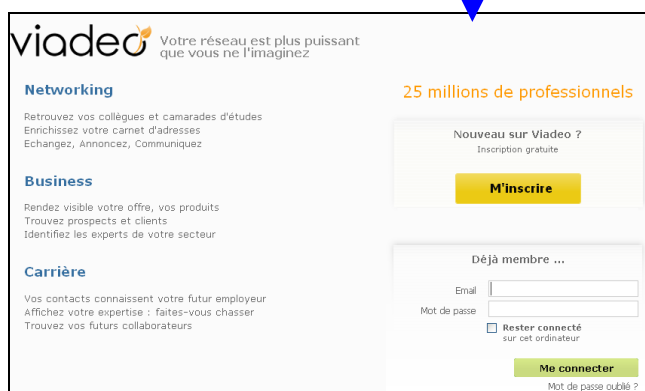 viadeo
Votre réseau est plus puissant
que vous ne l'imaginez
Networking
Retrouvez vos collègues et camarades d'études
Enrichissez votre carnet d'adresses
Echangez, Annoncez, Communiquez
Business
Rendez visible votre offre, vos produits
Trouvez prospects et clients
Identifiez les experts de votre secteur
Carrière
Vos contacts connaissent votre futur employeur
Affichez votre expertise : faites-vous chasser
Trouvez vos futurs collaborateurs
25 millions de professionnels
Nouveau sur Viadeo ?
Inscription gratuite
M'inscrire
Déjà membre ...
Email
Mot de passe
Rester connecté
sur cet ordinateur
Me connecter
Mot de passe oublié ?